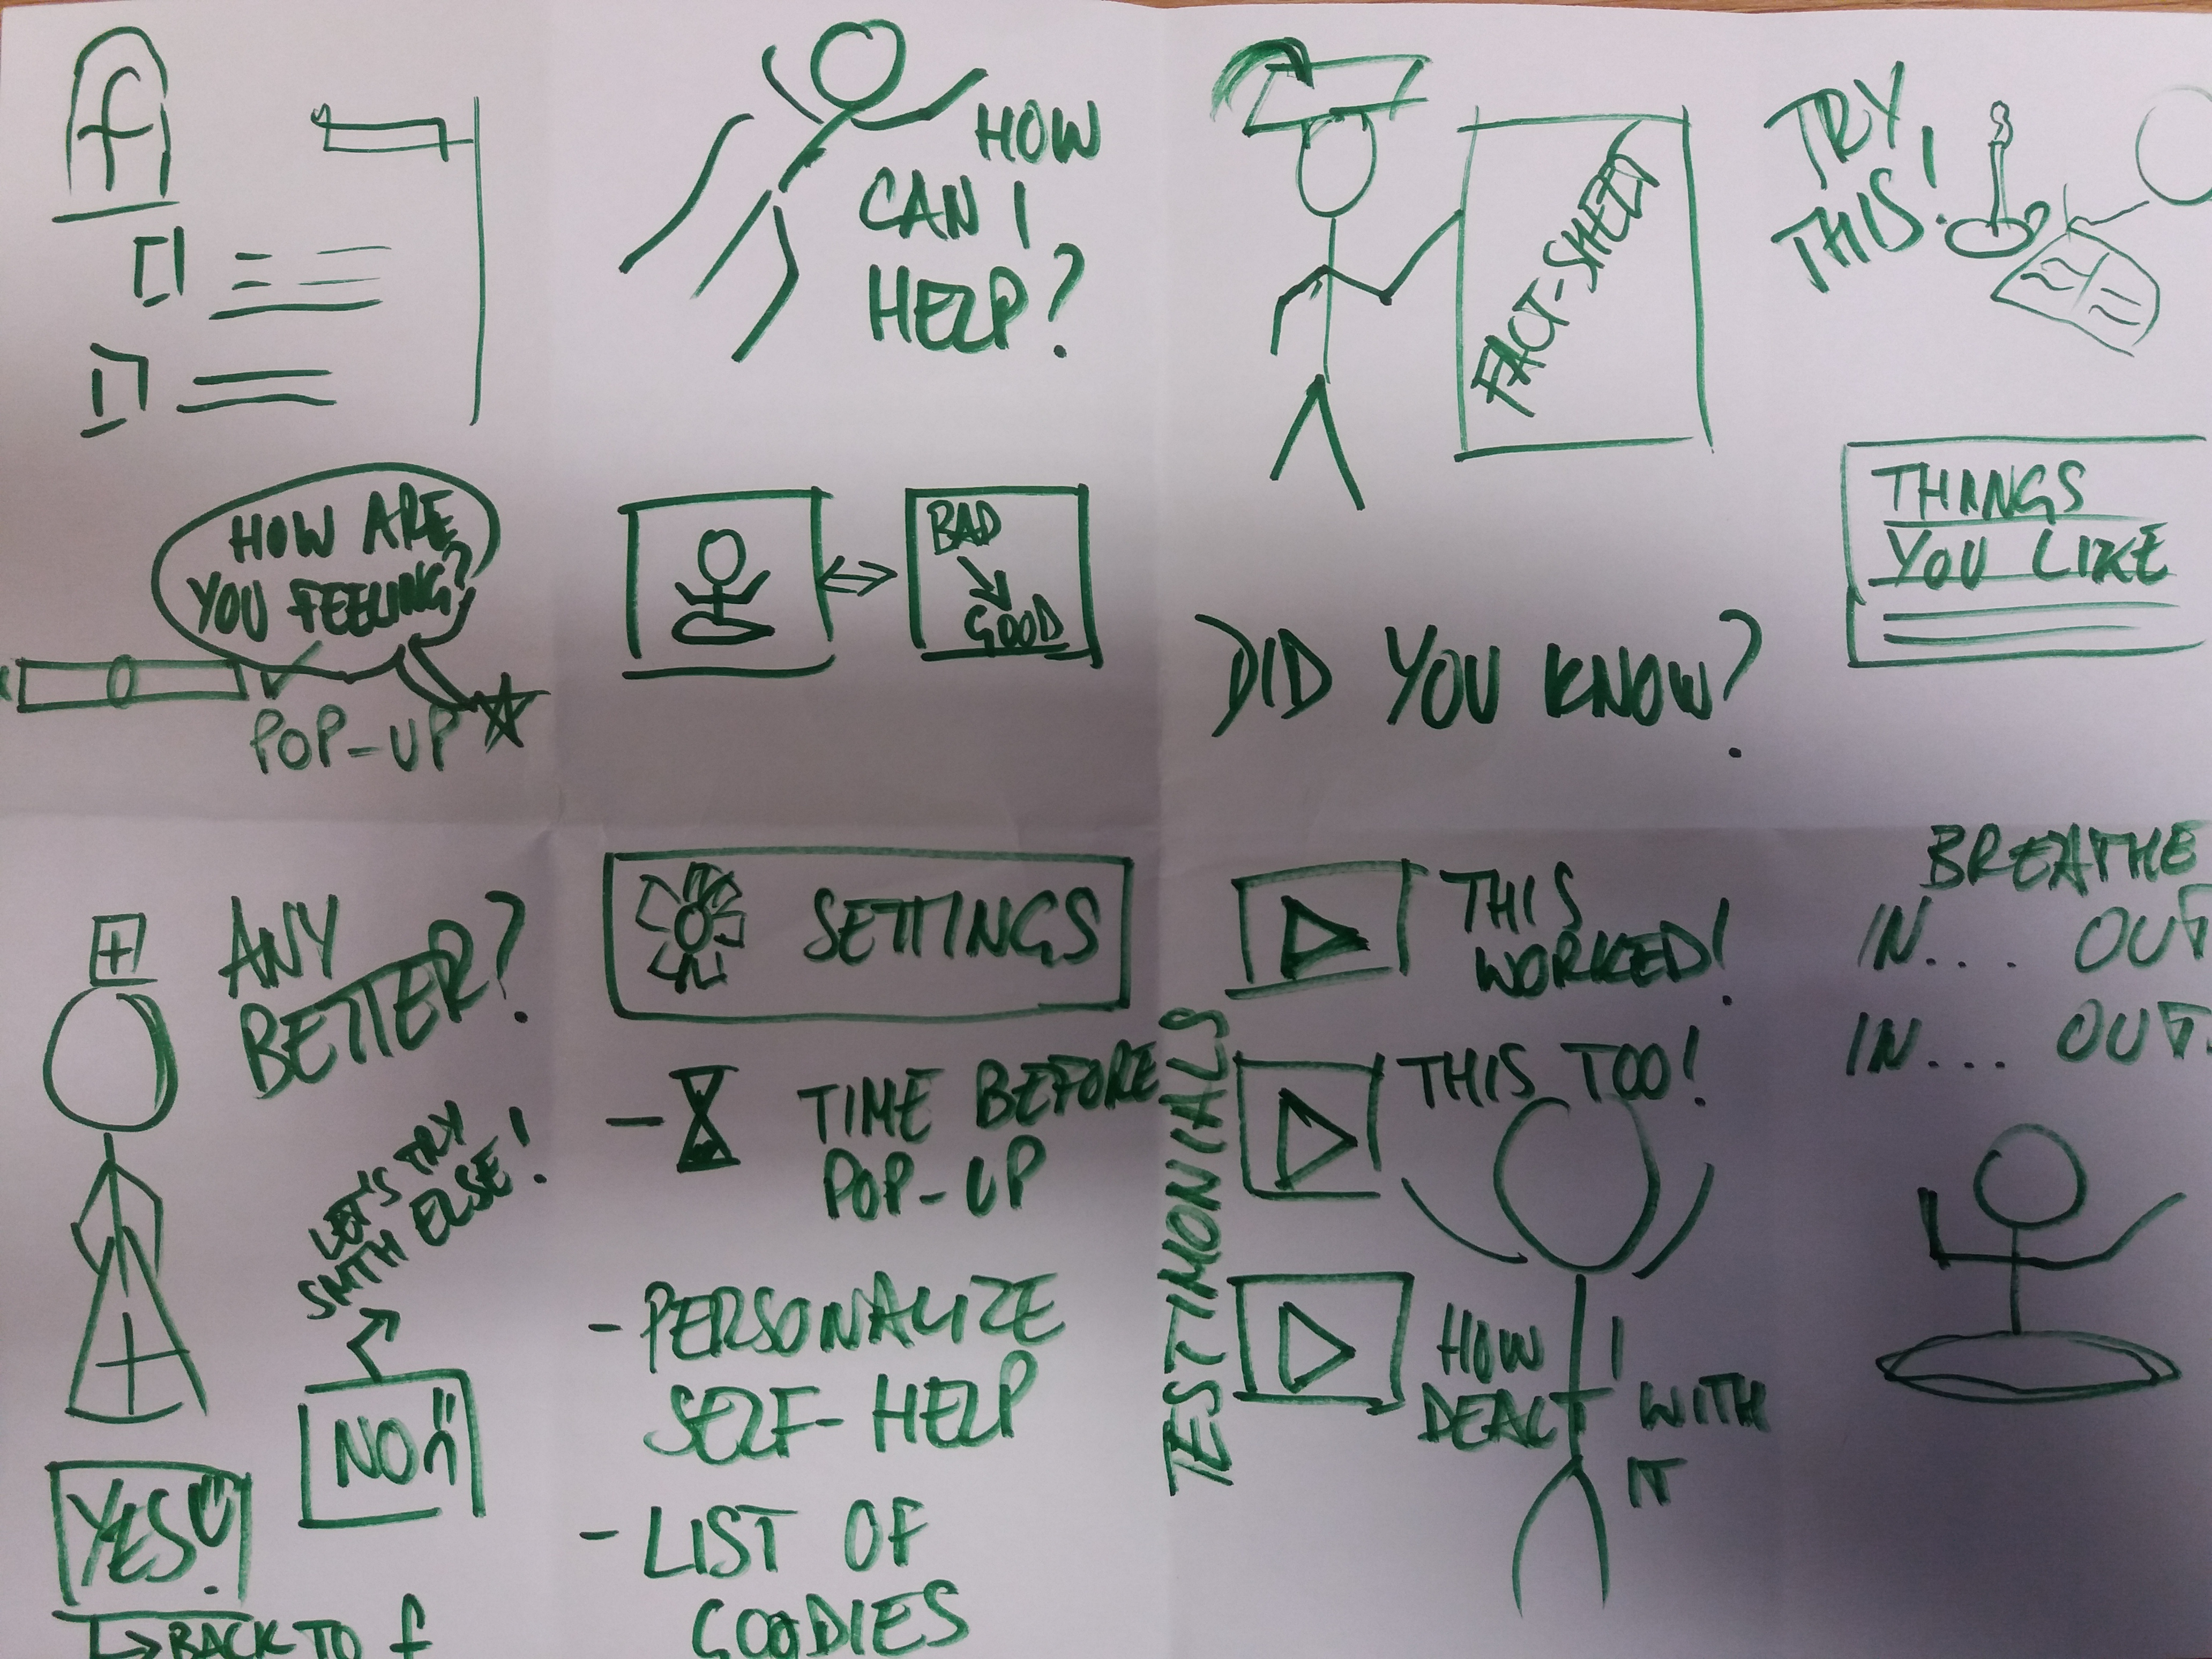 f
HOW ARE
YOU FEELING?
POP-UP
HOW
CAN I
HELP?
BAD
GOOD
FACT-SHEET
DID YOU KNOW?
TRY
THIS!
THINGS
YOU LIKE
ANY
BETTER?
LET'S TRY
SMTH ELSE!
NO
YES!
BACK TO f
SETTINGS
- TIME BEFORE
POP-UP
- PERSONALIZE
SELF-HELP
- LIST OF
GOODIES
TESTIMONIALS
THIS
WORKED!
THIS TOO!
HOW I
DEALT WITH
IT
BREATHE
IN... OUT
IN... OUT.